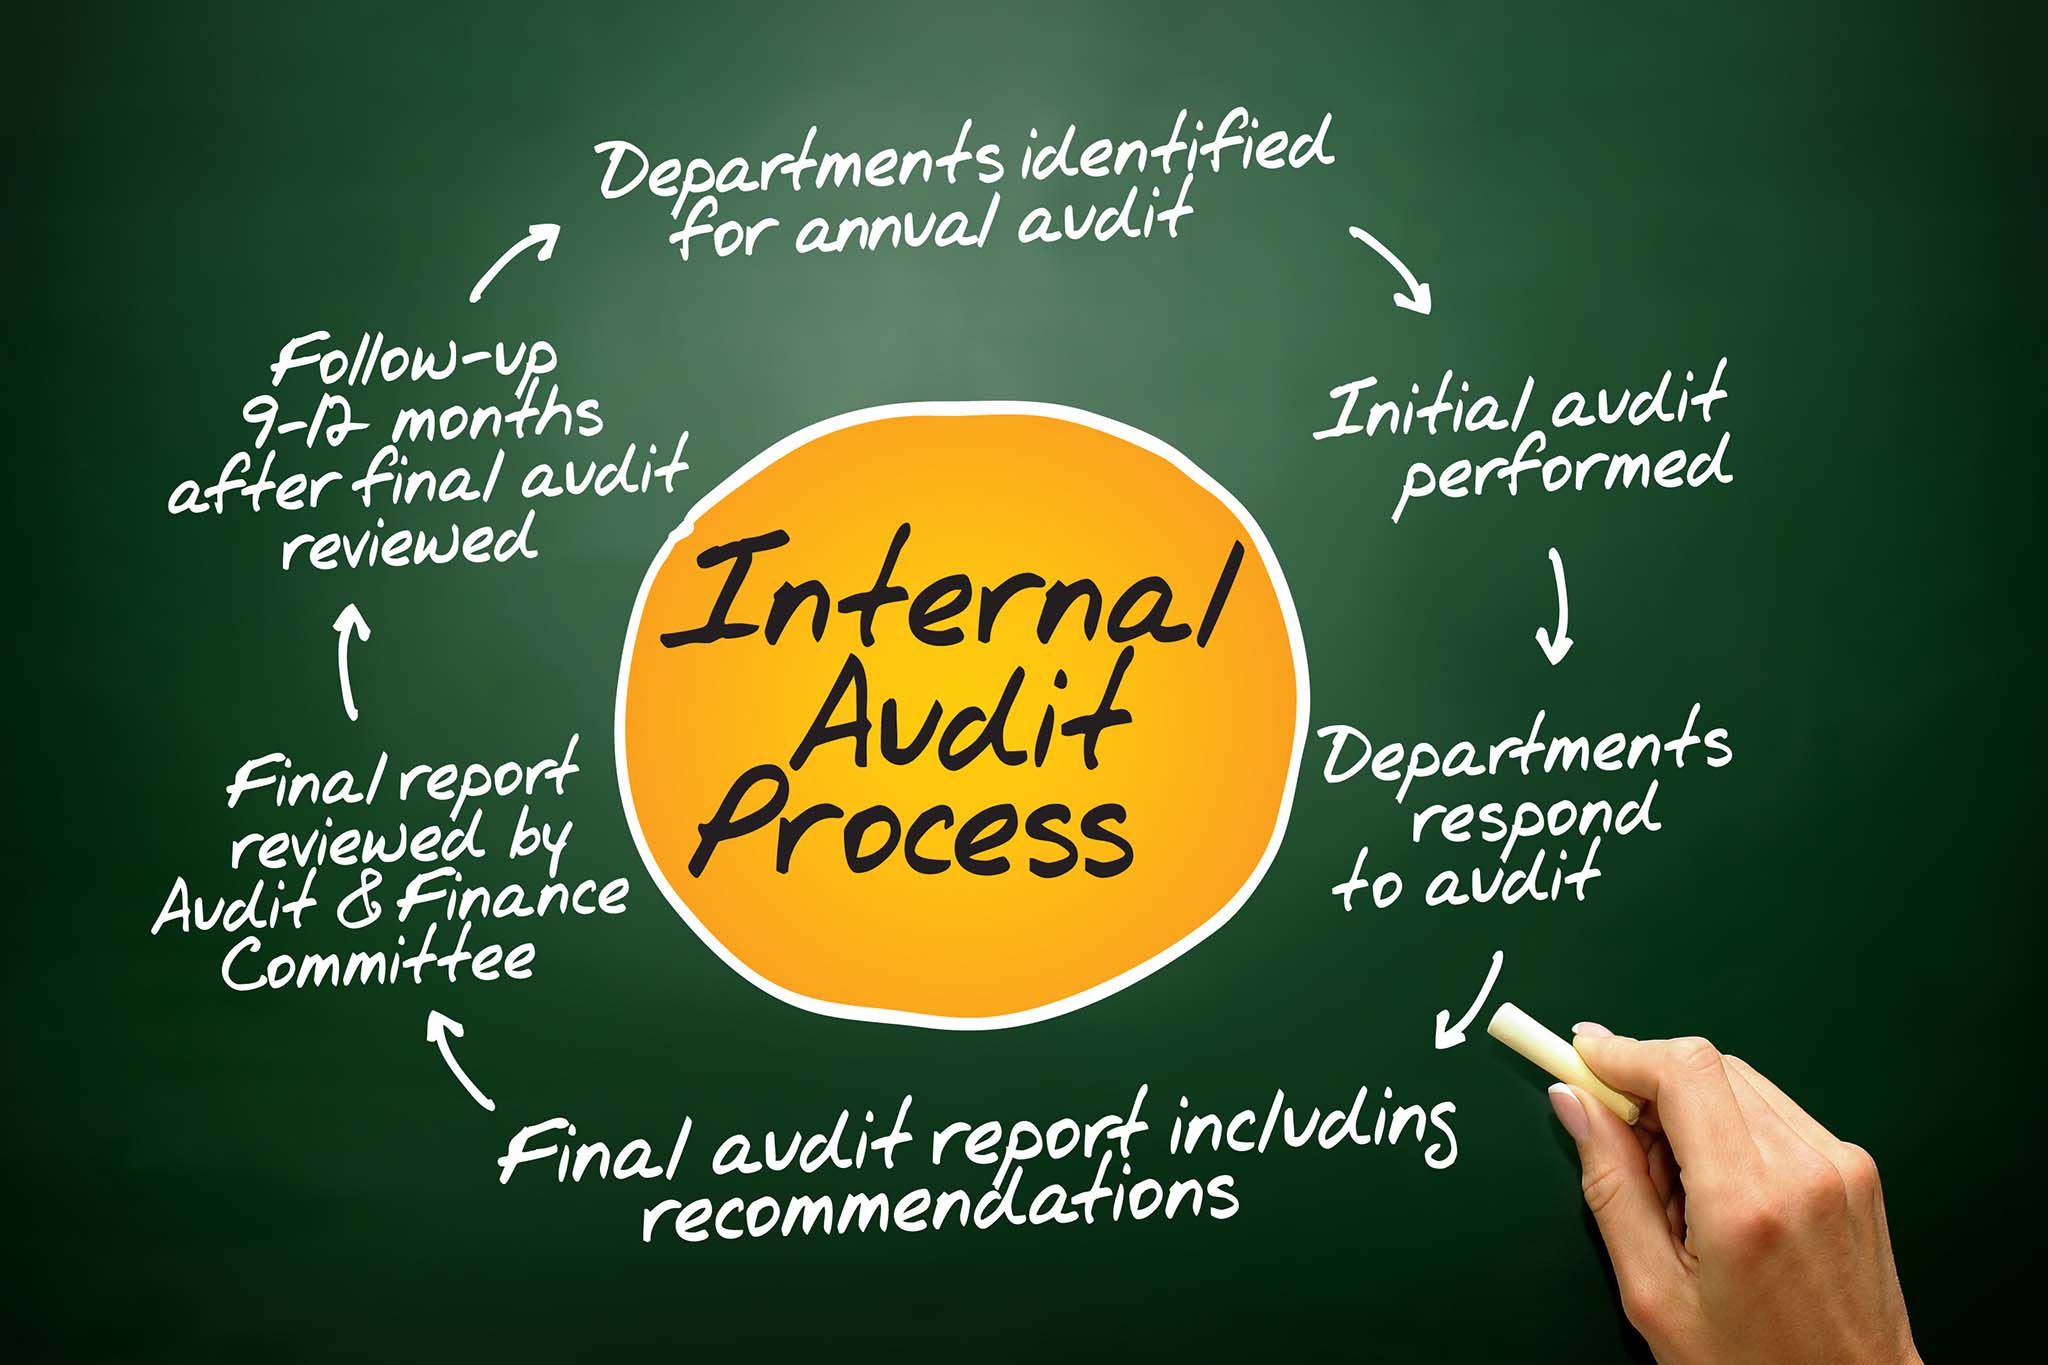 Departments identified
for annual audit
Initial audit
performed
Departments
respond
to audit
Final audit report including
recommendations
Final report
reviewed by
Audit & Finance
Committee
Follow-up
9-12 months
after final audit
reviewed
Internal
Audit
Process